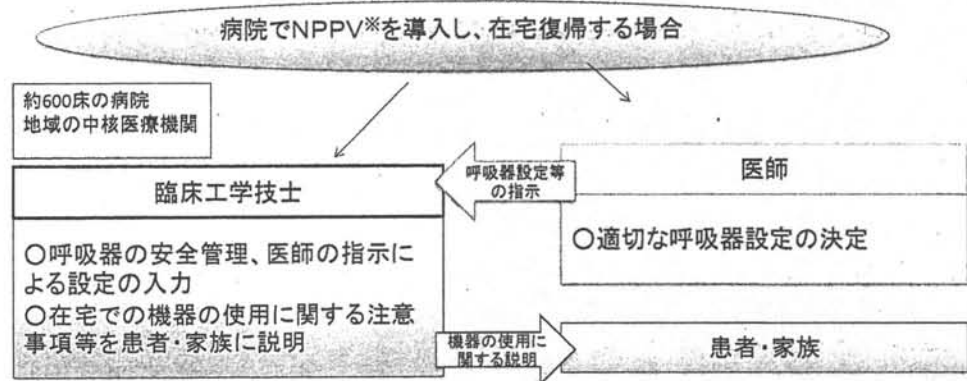 病院でNPPV※を導入し、在宅復帰する場合
約600床の病院
地域の中核医療機関
臨床工学技士
呼吸器設定等
の指示
医師
○呼吸器の安全管理、医師の指示に
よる設定の入力
○在宅での機器の使用に関する注意
事項等を患者・家族に説明
○適切な呼吸器設定の決定
機器の使用に
関する説明
患者・家族